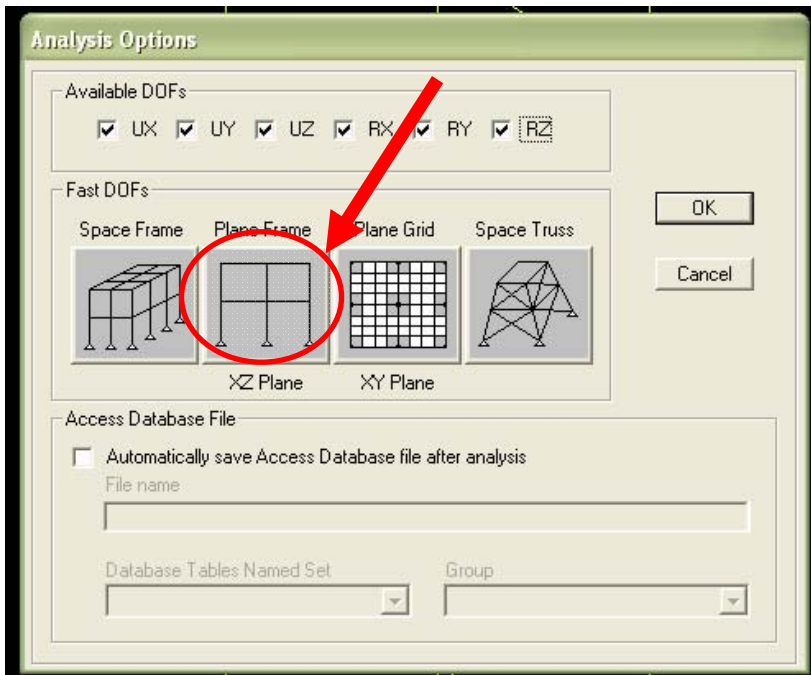 Analysis Options
Available DOFs
UX UY UZ RX RY RZ
Fast DOFs
Space Frame Plane Frame Plane Grid Space Truss
XZ Plane XY Plane
OK
Cancel
Access Database File
Automatically save Access Database file after analysis
File name
Database Tables Named Set Group